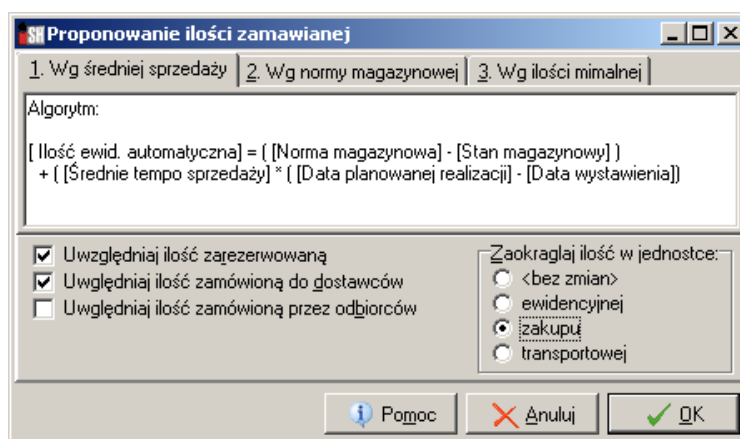 SH Proponowanie ilości zamawianej
1. Wg średniej sprzedaży 2. Wg normy magazynowej 3. Wg ilości mimalnej
Algorytm:
[ Ilość ewid. automatyczna] = ( [Norma magazynowa] - [Stan magazynowy] )
+ ( [Średnie tempo sprzedaży] * ( [Data planowanej realizacji] - [Data wystawienia])
Uwzględniaj ilość zarezerwowaną
Uwględniaj ilość zamówioną do dostawców
Uwględniaj ilość zamówioną przez odbiorców
Zaokraglaj ilość w jednostce:
<bez zmian>
ewidencyjnej
zakupu
transportowej
Pomoc Anuluj OK